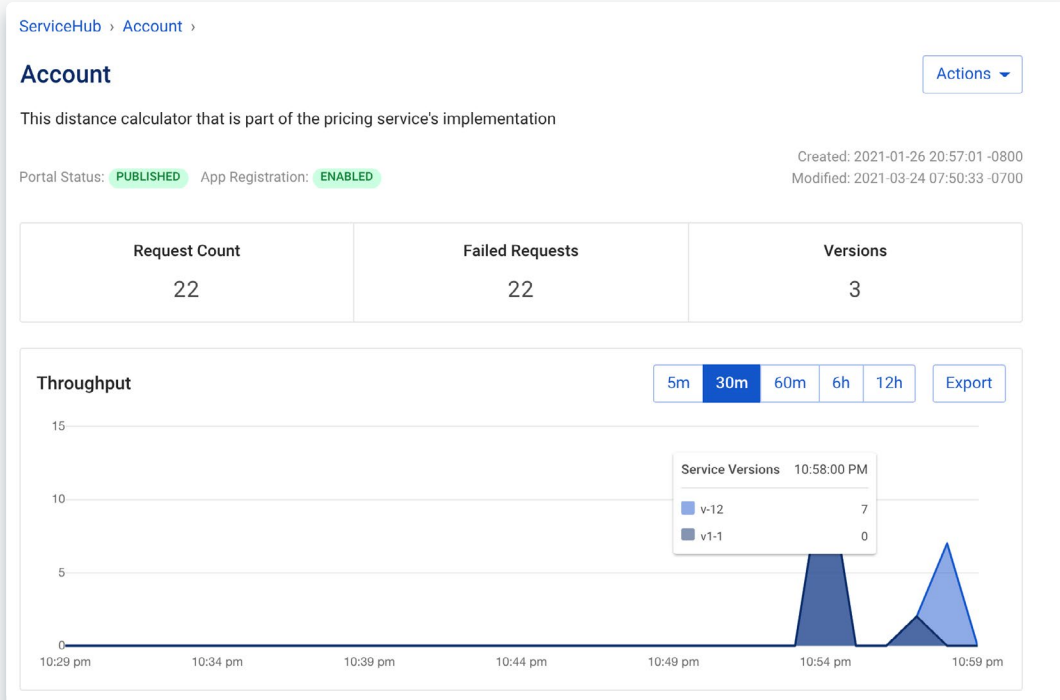 ServiceHub › Account ›
Account
Actions
This distance calculator that is part of the pricing service's implementation
Created: 2021-01-26 20:57:01 -0800
Portal Status: PUBLISHED App Registration: ENABLED
Modified: 2021-03-24 07:50:33 -0700
Request Count Failed Requests Versions
22 22 3
Throughput
5m 30m 60m 6h 12h Export
15
Service Versions 10:58:00 PM
10
v-12 7
v1-1 0
5
0
10:29 pm 10:34 pm 10:39 pm 10:44 pm 10:49 pm 10:54 pm 10:59 pm